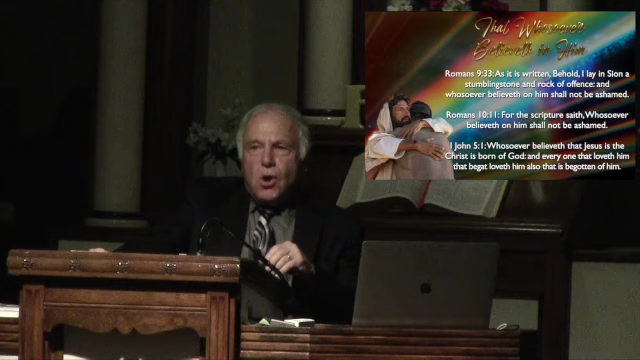 That Whosoever
Believeth in Him
Romans 9:33: As it is written, Behold, I lay in Sion a
stumblingstone and rock of offence: and
whosoever believeth on him shall not be ashamed.
Romans 10:11: For the scripture saith, Whosoever
believeth on him shall not be ashamed.
I John 5:1: Whosoever believeth that Jesus is the
Christ is born of God: and every one that loveth him
that begat loveth him also that is begotten of him.